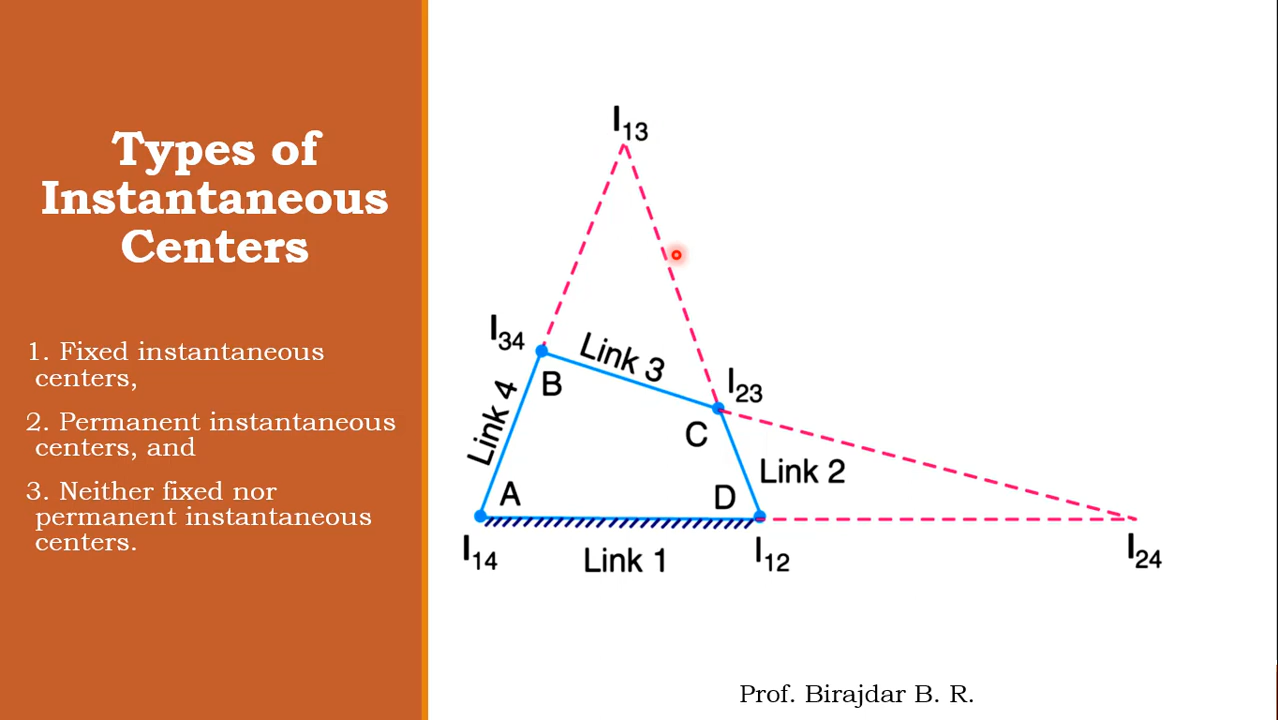 Types of
Instantaneous
Centers
1. Fixed instantaneous
centers,
2. Permanent instantaneous
centers, and
3. Neither fixed nor
permanent instantaneous
centers.
I13
I34
Link 3
B
I23
Link 4
C
Link 2
A
D
I14
Link 1
I12
I24
Prof. Birajdar B. R.